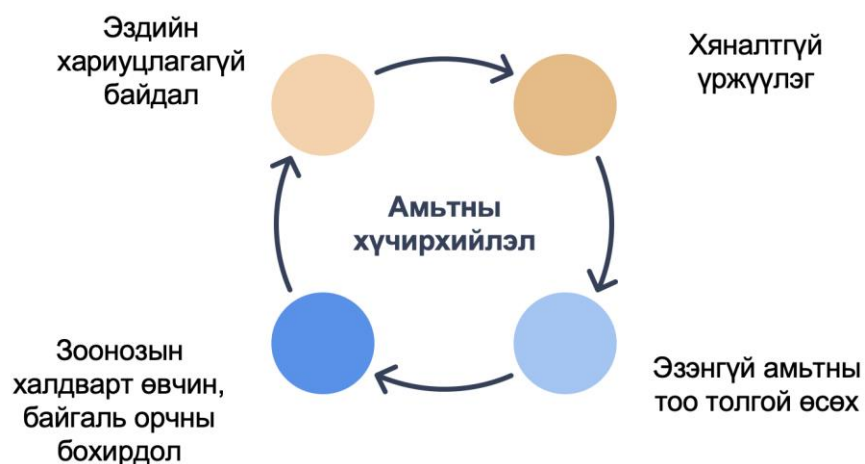 Эздийн
хариуцлагагүй
байдал
Хяналтгүй
үржүүлэг
Амьтны
хүчирхийлэл
Зоонозын
халдварт өвчин,
байгаль орчны
бохирдол
Эзэнгүй амьтны
тоо толгой өсөх